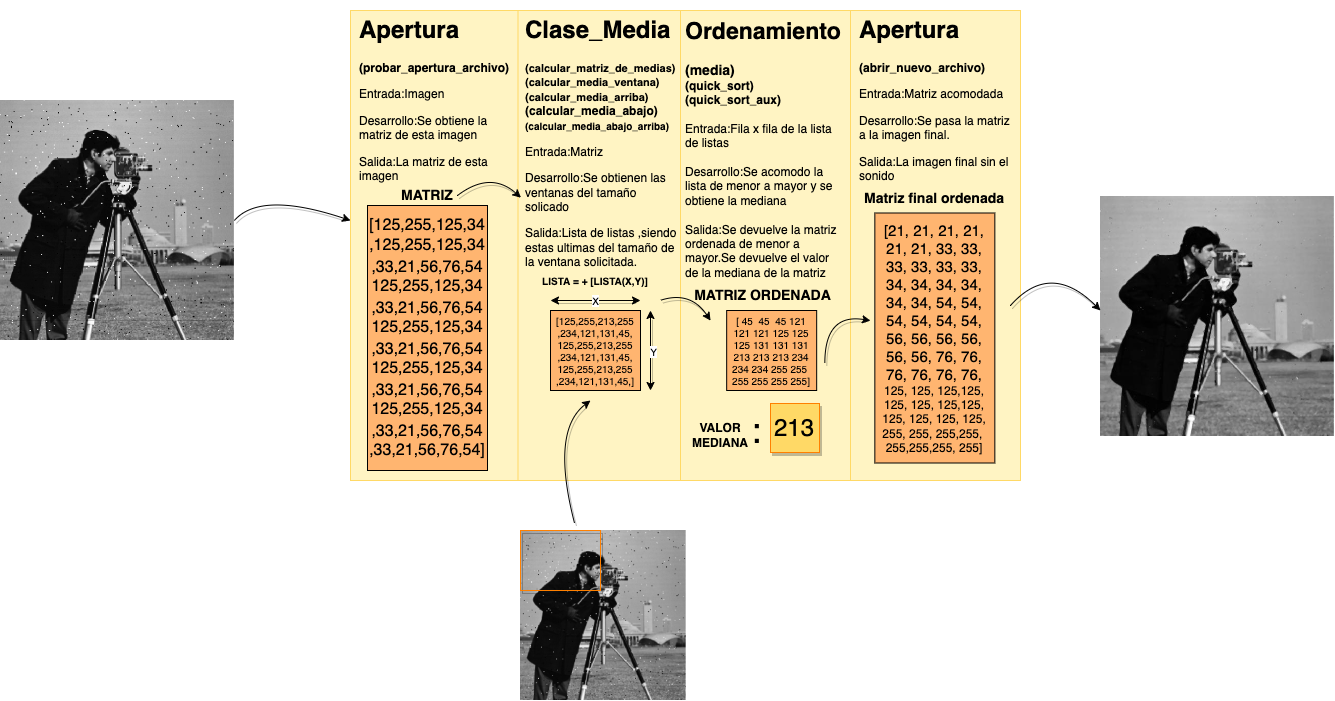 Apertura
(probar_apertura_archivo)
Entrada:Imagen
Desarrollo:Se obtiene la
matriz de esta imagen
Salida:La matriz de esta
imagen
MATRIZ
[125,255,125,34
,125,255,125,34
,33,21,56,76,54
125,255,125,34
,33,21,56,76,54
125,255,125,34
,33,21,56,76,54
125,255,125,34
,33,21,56,76,54
125,255,125,34
,33,21,56,76,54
,33,21,56,76,54]
Clase_Media
(calcular_matriz_de_medias)
(calcular_media_ventana)
(calcular_media_arriba)
(calcular_media_abajo)
(calcular_media_abajo_arriba)
Entrada:Matriz
Desarrollo:Se obtienen las
ventanas del tamaño
solicado
Salida:Lista de listas ,siendo
estas ultimas del tamaño de
la ventana solicitada.
LISTA = + [LISTA(X,Y)]
X
[125,255,213,255
,234,121,131,45,
125,255,213,255
,234,121,131,45,
125,255,213,255
,234,121,131,45,]
Y
Ordenamiento
(media)
(quick_sort)
(quick_sort_aux)
Entrada:Fila x fila de la lista
de listas
Desarrollo:Se acomodo la
lista de menor a mayor y se
obtiene la mediana
Salida:Se devuelve la matriz
ordenada de menor a
mayor.Se devuelve el valor
de la mediana de la matriz
MATRIZ ORDENADA
[ 45 45 45 121
121 121 125 125
125 131 131 131
213 213 213 234
234 234 255 255
255 255 255 255]
VALOR :
MEDIANA :
213
Apertura
(abrir_nuevo_archivo)
Entrada:Matriz acomodada
Desarrollo:Se pasa la matriz
a la imagen final.
Salida:La imagen final sin el
sonido
Matriz final ordenada
[21, 21, 21, 21,
21, 21, 33, 33,
33, 33, 33, 33,
34, 34, 34, 34,
34, 34, 54, 54,
54, 54, 54, 54,
56, 56, 56, 56,
56, 56, 76, 76,
76, 76, 76, 76,
125, 125, 125,125,
125, 125, 125,125,
125, 125, 125, 125,
255, 255, 255,255,
255,255,255, 255]